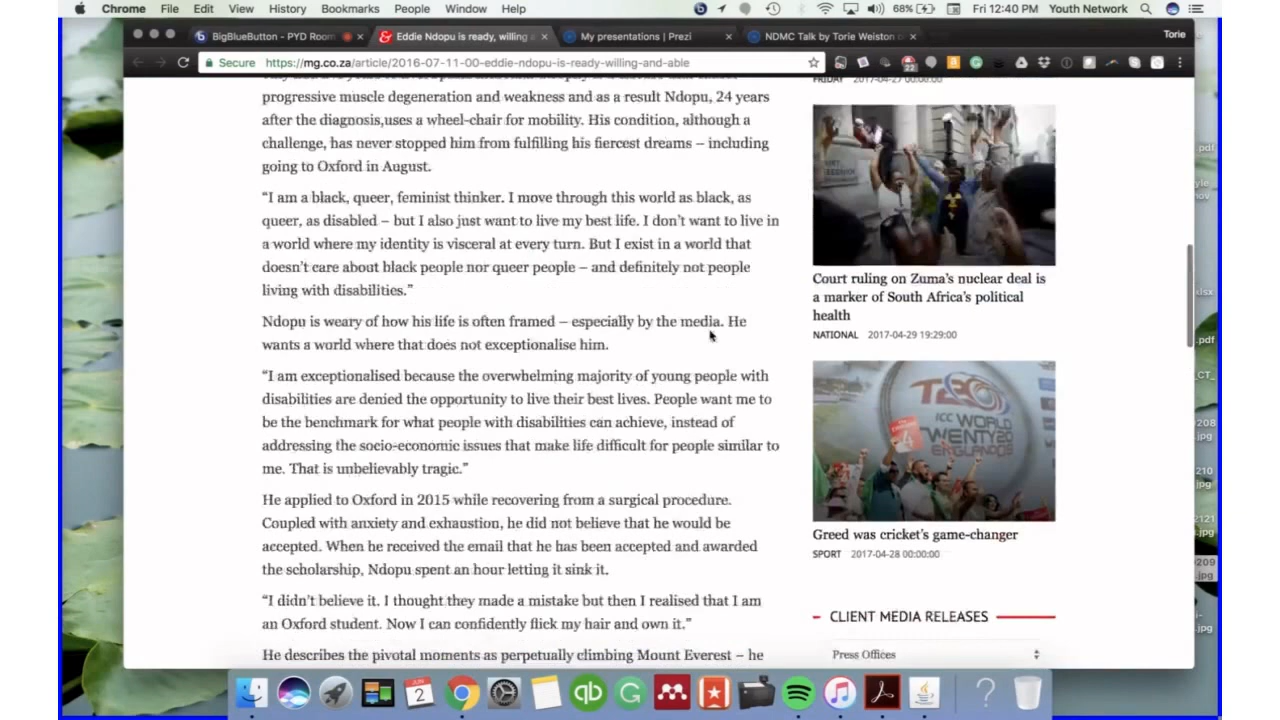 Chrome File Edit View History Bookmarks People Window Help 68% Fri 12:40 PM Youth Network
BigBlueButton - PYD Room
Eddie Ndopu is ready, willing a
My presentations | Prezi
NDMC Talk by Torie Weiston on
Torie
Secure https://mg.co.za/article/2016-07-11-00-eddie-ndopu-is-ready-willing-and-able
22
progressive muscle degeneration and weakness and as a result Ndopu, 24 years
after the diagnosis,uses a wheel-chair for mobility. His condition, although a
challenge, has never stopped him from fulfilling his fiercest dreams – including
going to Oxford in August.
“I am a black, queer, feminist thinker. I move through this world as black, as
queer, as disabled – but I also just want to live my best life. I don’t want to live in
a world where my identity is visceral at every turn. But I exist in a world that
doesn’t care about black people nor queer people – and definitely not people
living with disabilities.”
Ndopu is weary of how his life is often framed – especially by the media. He
wants a world where that does not exceptionalise him.
“I am exceptionalised because the overwhelming majority of young people with
disabilities are denied the opportunity to live their best lives. People want me to
be the benchmark for what people with disabilities can achieve, instead of
addressing the socio-economic issues that make life difficult for people similar to
me. That is unbelievably tragic.”
He applied to Oxford in 2015 while recovering from a surgical procedure.
Coupled with anxiety and exhaustion, he did not believe that he would be
accepted. When he received the email that he has been accepted and awarded
the scholarship, Ndopu spent an hour letting it sink it.
“I didn’t believe it. I thought they made a mistake but then I realised that I am
an Oxford student. Now I can confidently flick my hair and own it.”
He describes the pivotal moments as perpetually climbing Mount Everest – he
Court ruling on Zuma’s nuclear deal is
a marker of South Africa’s political
health
NATIONAL 2017-04-29 19:29:00
T20
ICC WORLD
TWENTY20
Greed was cricket’s game-changer
SPORT 2017-04-28 00:00:00
CLIENT MEDIA RELEASES
Press Offices
JUN
2
qb
.pdf
.pdf
.jpg
.jpg
.jpg
.jpg
.jpg